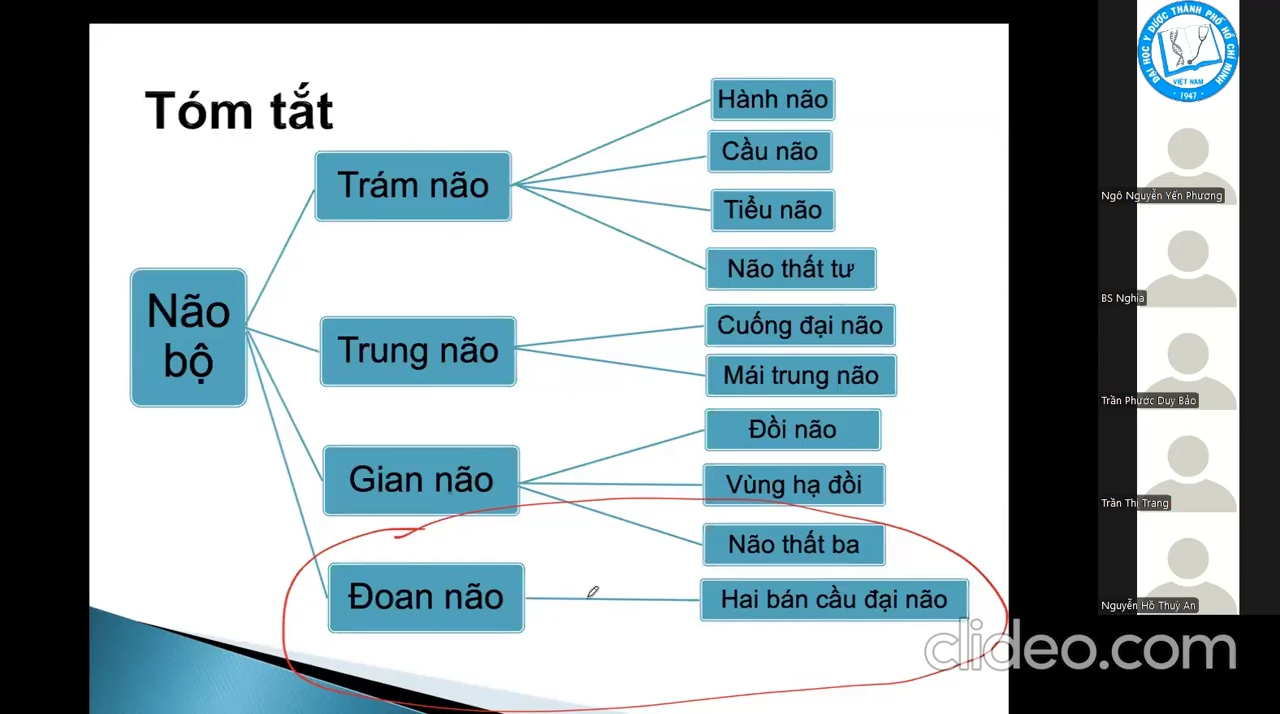 Tóm tắt
Não
bộ
Trám não
Trung não
Gian não
Đoan não
Hành não
Cầu não
Tiểu não
Não thất tư
Cuống đại não
Mái trung não
Đồi não
Vùng hạ đồi
Não thất ba
Hai bán cầu đại não
ĐẠI HỌC Y DƯỢC THÀNH PHỐ HỒ CHÍ MINH
VIỆT NAM
· 1947 ·
Ngô Nguyễn Yến Phương
BS Nghia
Trần Phước Duy Bảo
Trần Thị Trang
Nguyễn Hồ Thuý An
clideo.com